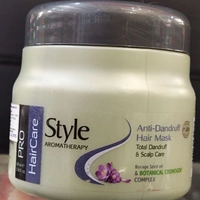 PRO
HairCare
Style
AROMATHERAPY
Anti-Dandruff
Hair Mask
Total Dandruff
& Scalp Care
& BOTANICAL
COMPLEX